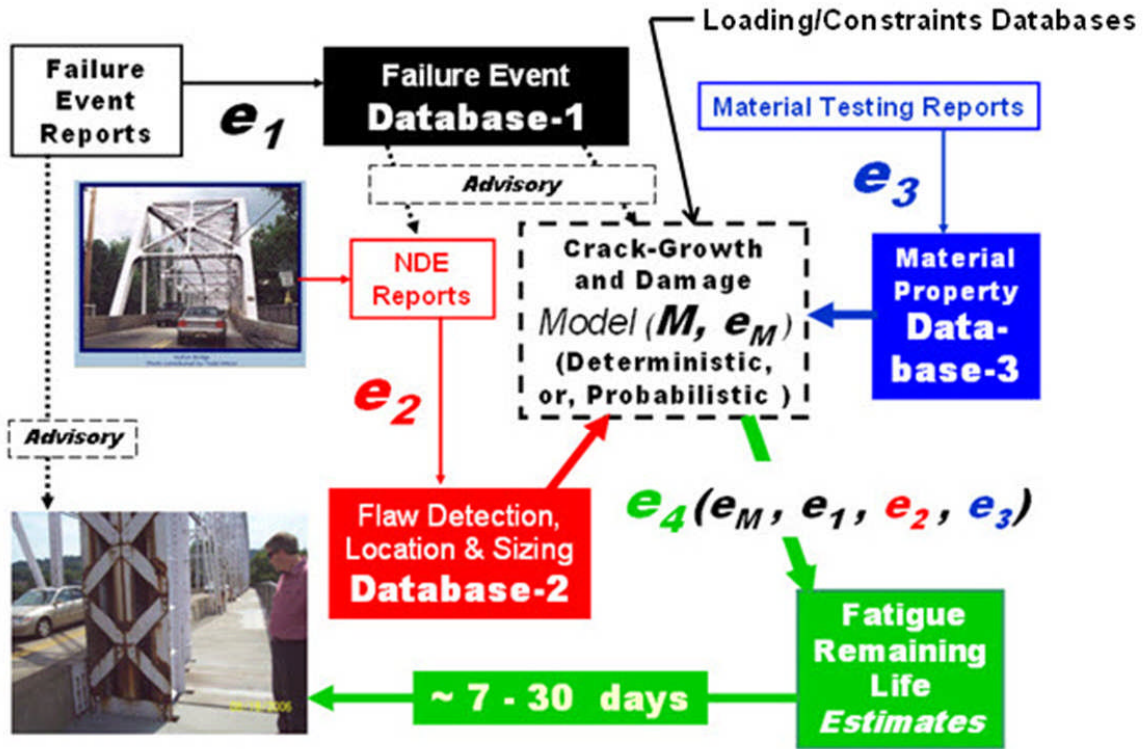 Loading/Constraints Databases
Failure
Event
Reports
e1
Failure Event
Database-1
Material Testing Reports
Advisory
e3
NDE
Reports
Crack-Growth
and Damage
Model (M, eM)
(Deterministic,
or, Probabilistic )
Material
Property
Data-
base-3
e2
Advisory
Flaw Detection,
Location & Sizing
Database-2
e4(eM, e1, e2, e3)
Fatigue
Remaining
Life
Estimates
~ 7 - 30 days